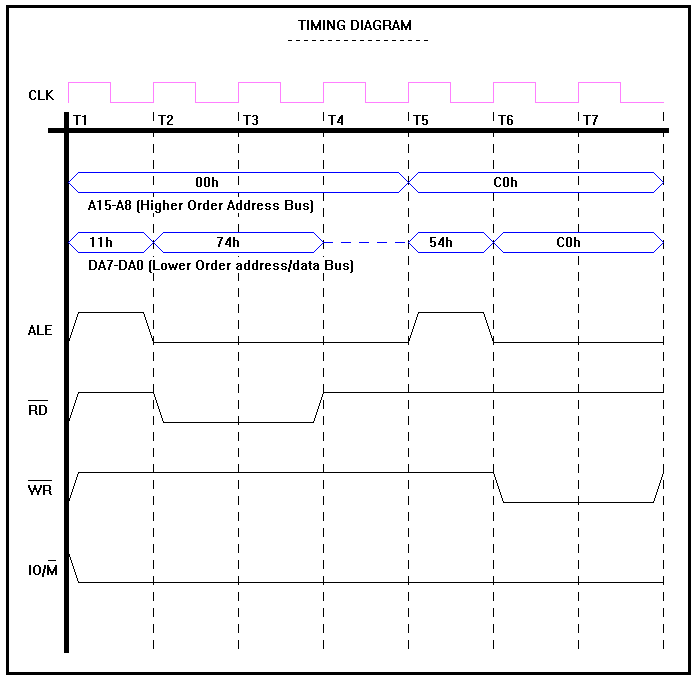 TIMING DIAGRAM
CLK
T1 T2 T3 T4 T5 T6 T7
00h C0h
A15-A8 (Higher Order Address Bus)
11h 74h 54h C0h
DA7-DA0 (Lower Order address/data Bus)
ALE
RD
WR
IO/M